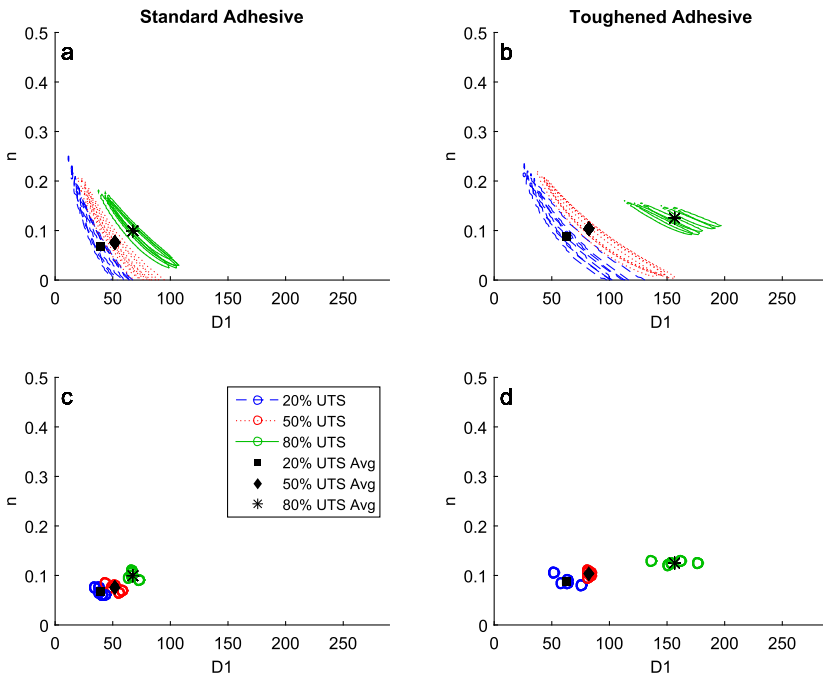 Standard Adhesive
Toughened Adhesive
a
0.5
0.4
0.3
0.2
0.1
0
n
0 50 100 150 200 250
D1
b
0.5
0.4
0.3
0.2
0.1
0
n
0 50 100 150 200 250
D1
c
0.5
0.4
0.3
0.2
0.1
0
n
20% UTS
50% UTS
80% UTS
20% UTS Avg
50% UTS Avg
80% UTS Avg
0 50 100 150 200 250
D1
d
0.5
0.4
0.3
0.2
0.1
0
n
0 50 100 150 200 250
D1